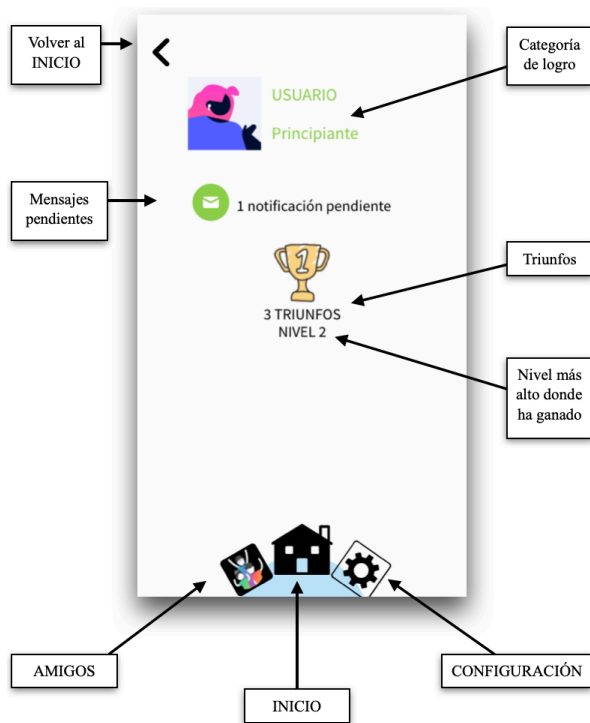 Volver al
INICIO
Categoría
de logro
USUARIO
Principiante
Mensajes
pendientes
1 notificación pendiente
1
Triunfos
3 TRIUNFOS
NIVEL 2
Nivel más
alto donde
ha ganado
AMIGOS
INICIO
CONFIGURACIÓN